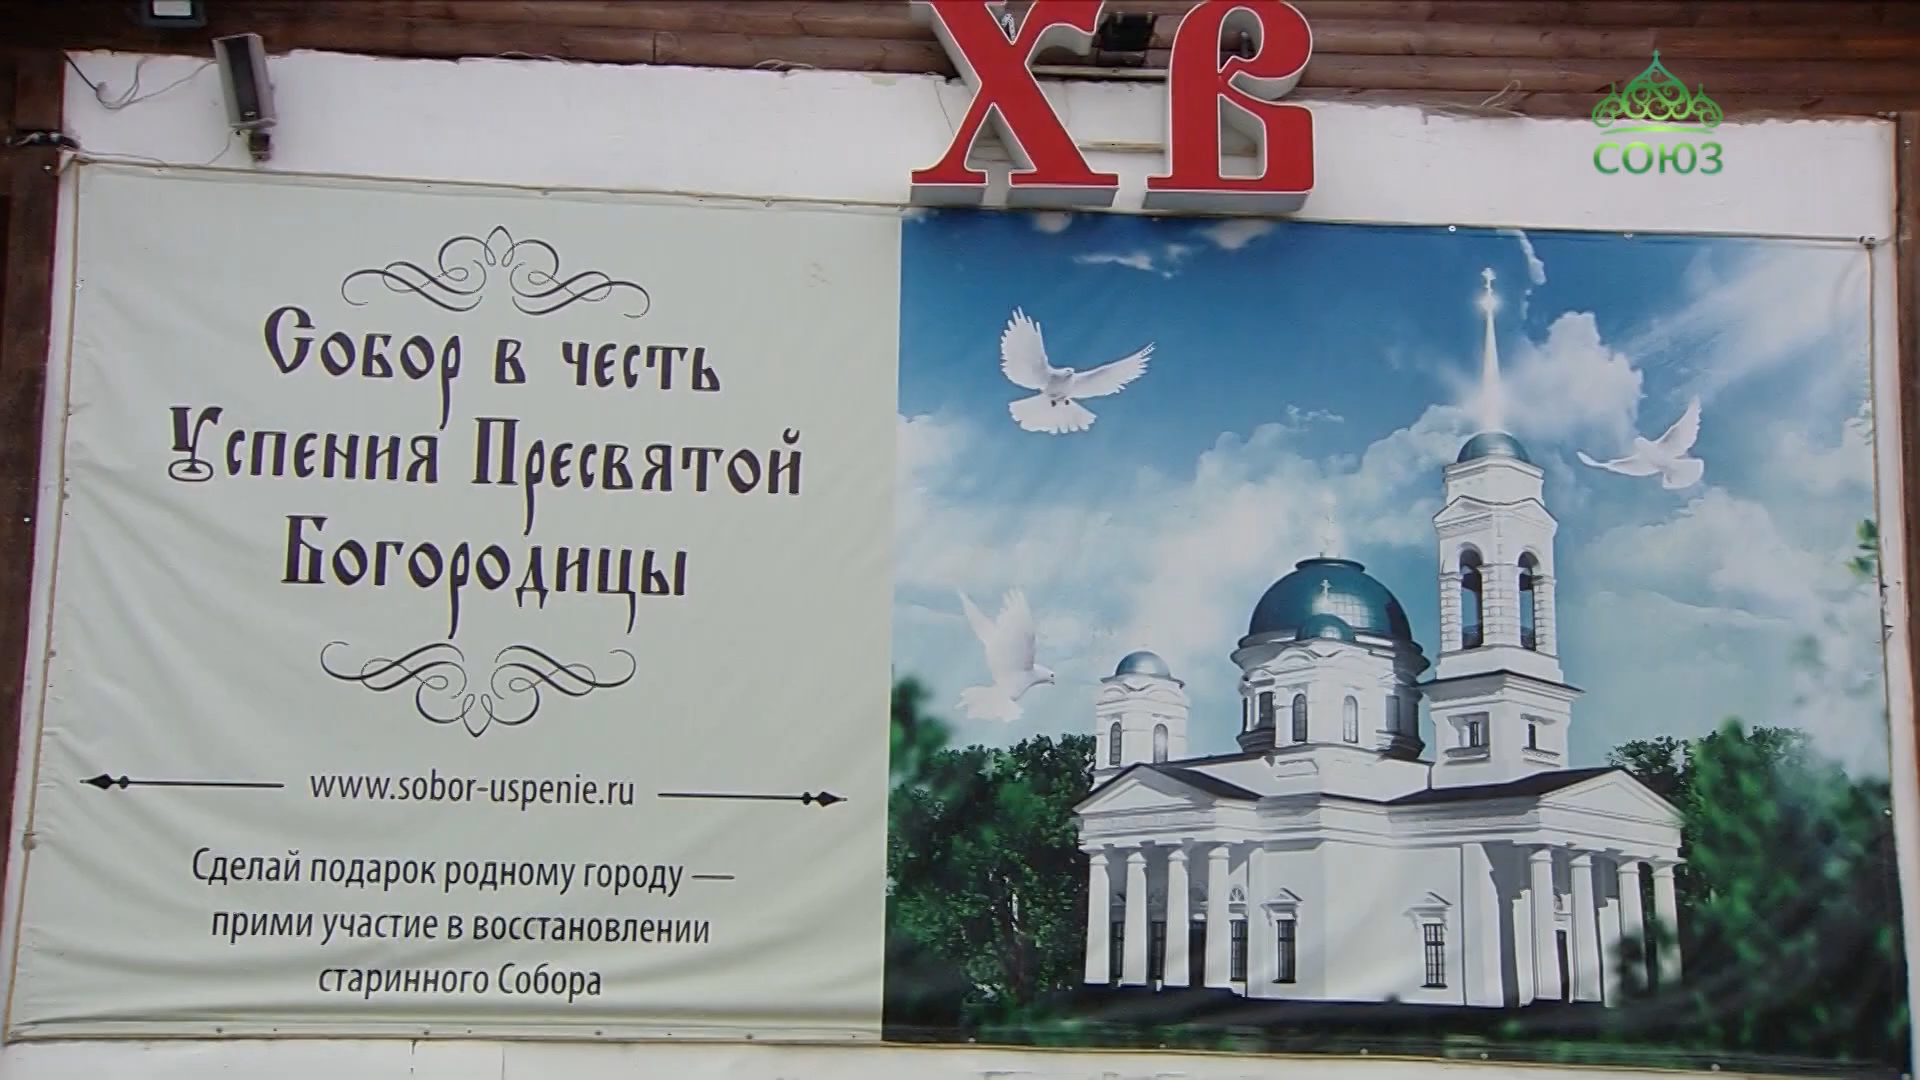 ХВ
СОЮЗ
Собор в честь
Успения Пресвятой
Богородицы
www.sobor-uspenie.ru
Сделай подарок родному городу —
прими участие в восстановлении
старинного Собора